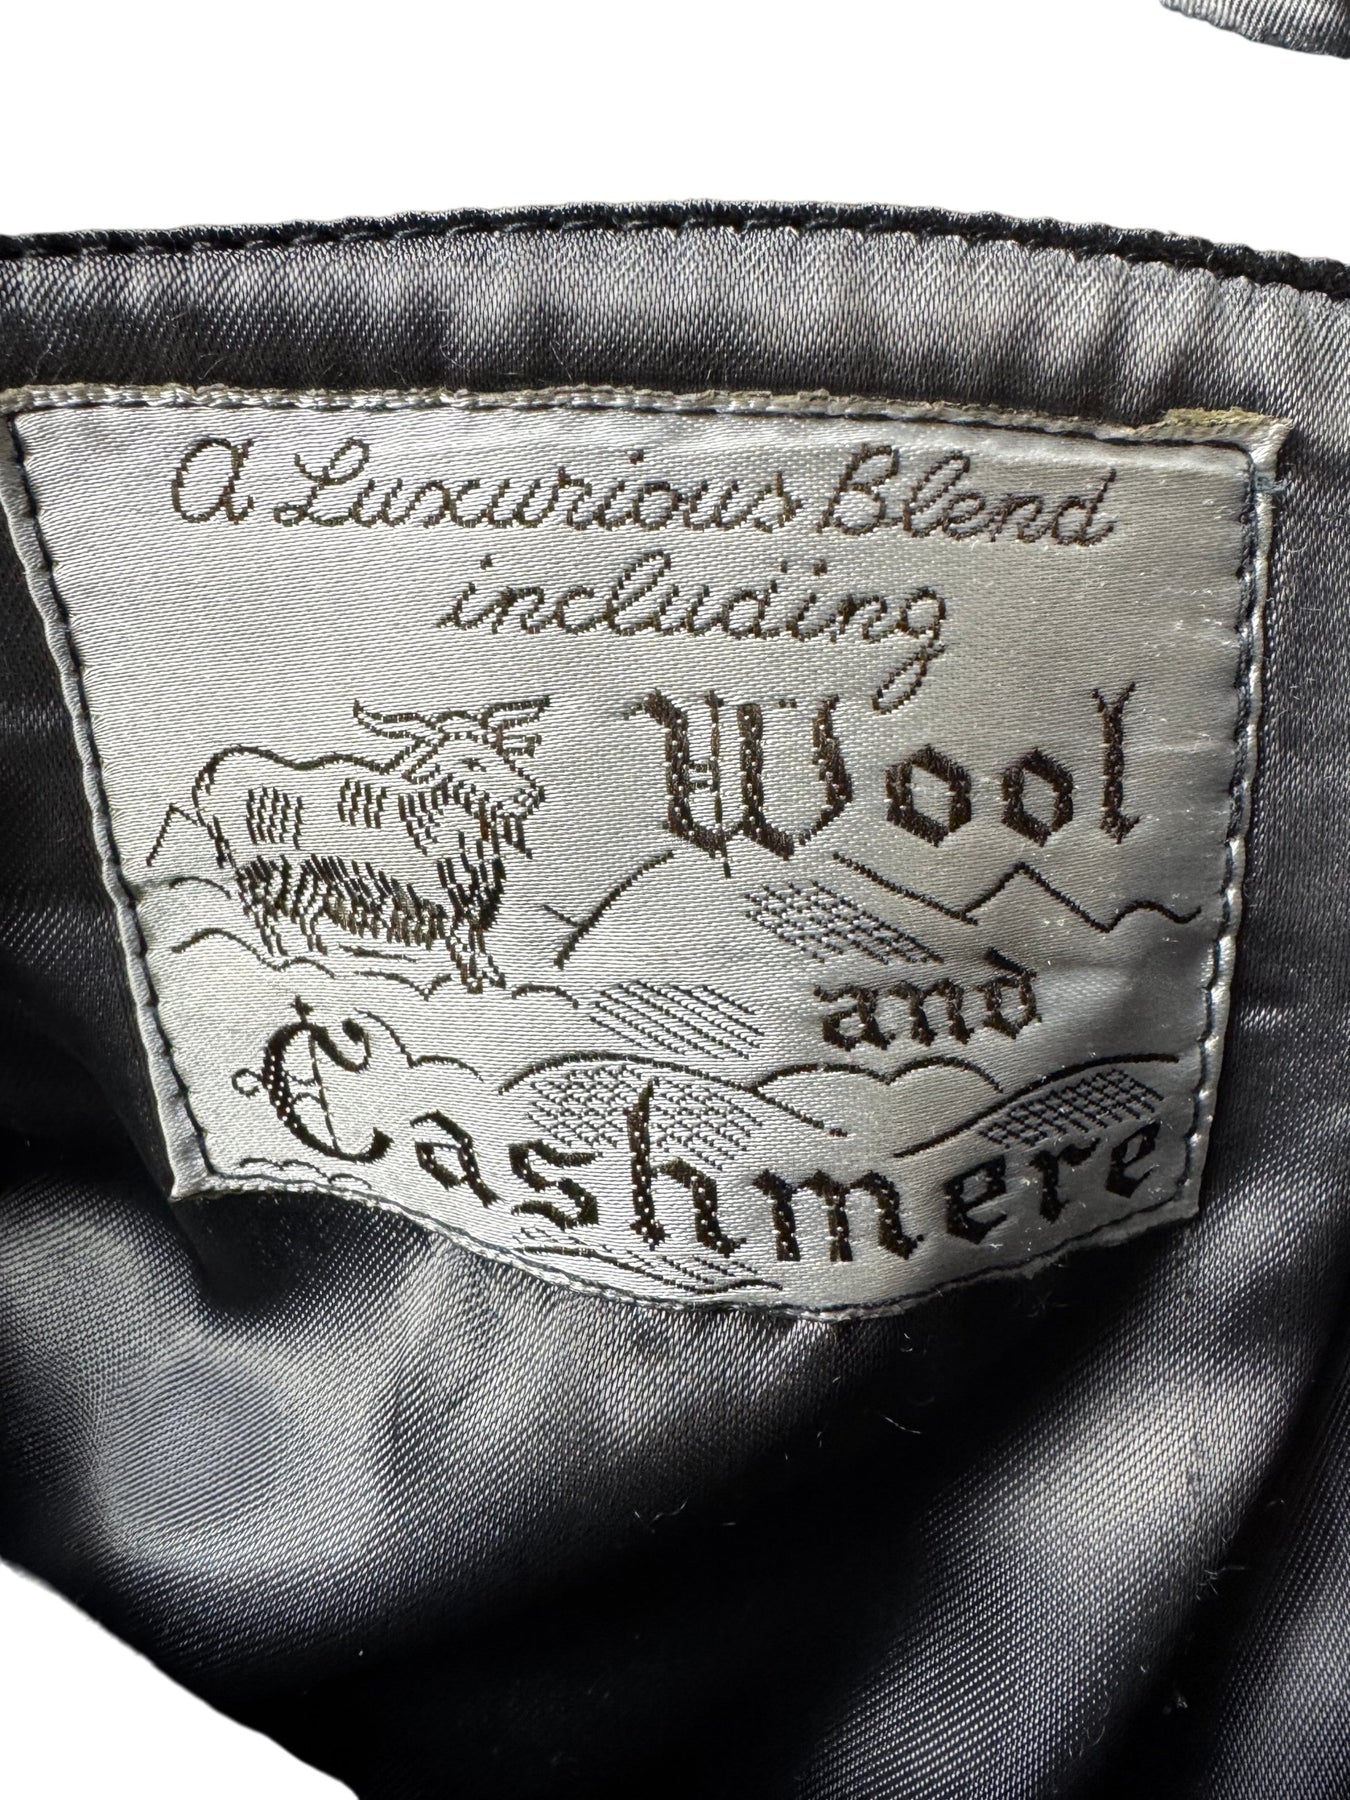 A Luxurious Blend
including
Wool
and
Cashmere